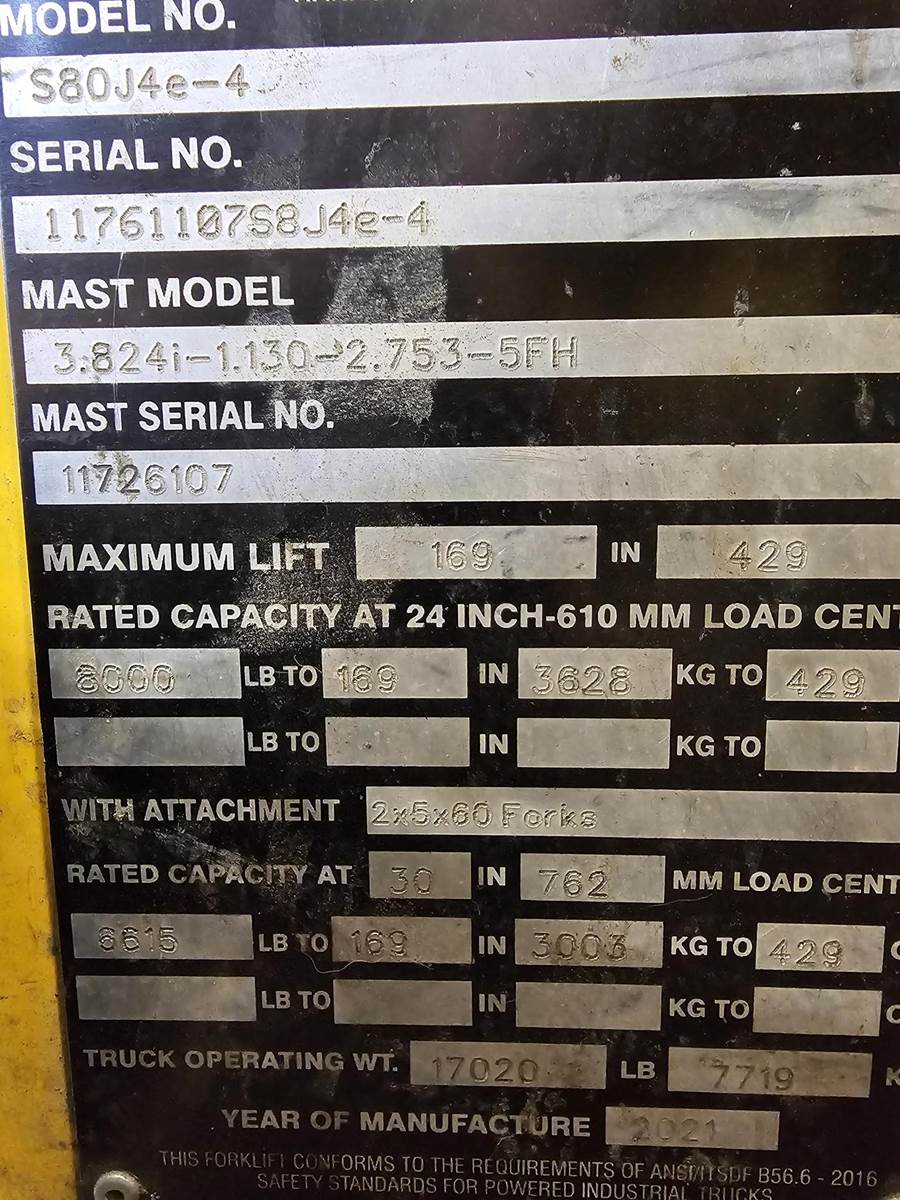 MODEL NO.
S80J4e-4
SERIAL NO.
11761107S8J4e-4
MAST MODEL
3.824i-1.130-2.753-5FH
MAST SERIAL NO.
11726107
MAXIMUM LIFT 169 IN 429
RATED CAPACITY AT 24 INCH-610 MM LOAD CENT
8000 LB TO 169 IN 3628 KG TO 429
LB TO IN KG TO
WITH ATTACHMENT 2x5x60 Forks
RATED CAPACITY AT 30 IN 762 MM LOAD CENT
6615 LB TO 169 IN 3003 KG TO 429 C
LB TO IN KG TO C
TRUCK OPERATING WT. 17020 LB 7719 K
YEAR OF MANUFACTURE 2021
THIS FORKLIFT CONFORMS TO THE REQUIREMENTS OF ANSI/ITSDF B56.6 - 2016
SAFETY STANDARDS FOR POWERED INDUSTRIAL TRUCKS